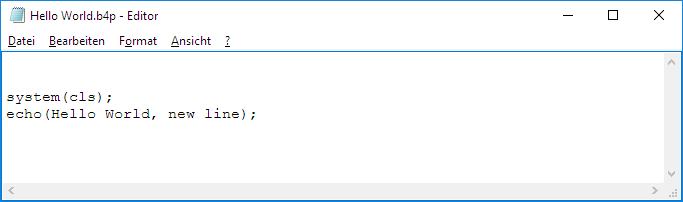 Hello World.b4p - Editor
Datei Bearbeiten Format Ansicht ?
system(cls);
echo(Hello World, new line);